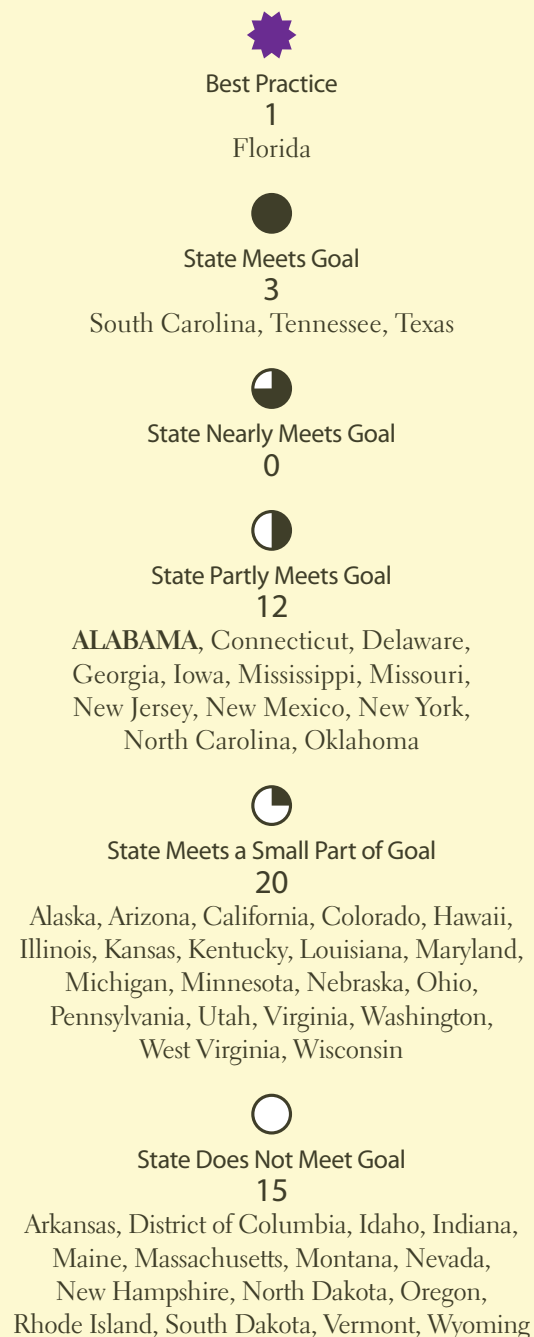 Best Practice
1
Florida
State Meets Goal
3
South Carolina, Tennessee, Texas
State Nearly Meets Goal
0
State Partly Meets Goal
12
ALABAMA, Connecticut, Delaware,
Georgia, Iowa, Mississippi, Missouri,
New Jersey, New Mexico, New York,
North Carolina, Oklahoma
State Meets a Small Part of Goal
20
Alaska, Arizona, California, Colorado, Hawaii,
Illinois, Kansas, Kentucky, Louisiana, Maryland,
Michigan, Minnesota, Nebraska, Ohio,
Pennsylvania, Utah, Virginia, Washington,
West Virginia, Wisconsin
State Does Not Meet Goal
15
Arkansas, District of Columbia, Idaho, Indiana,
Maine, Massachusetts, Montana, Nevada,
New Hampshire, North Dakota, Oregon,
Rhode Island, South Dakota, Vermont, Wyoming